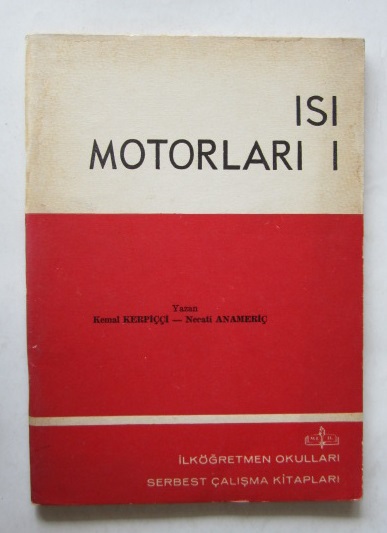 ISI
MOTORLARI I
Yazan
Kemal KERPİÇÇİ — Necati ANAMERİÇ
İLKÖĞRETMEN OKULLARI
SERBEST ÇALIŞMA KİTAPLARI